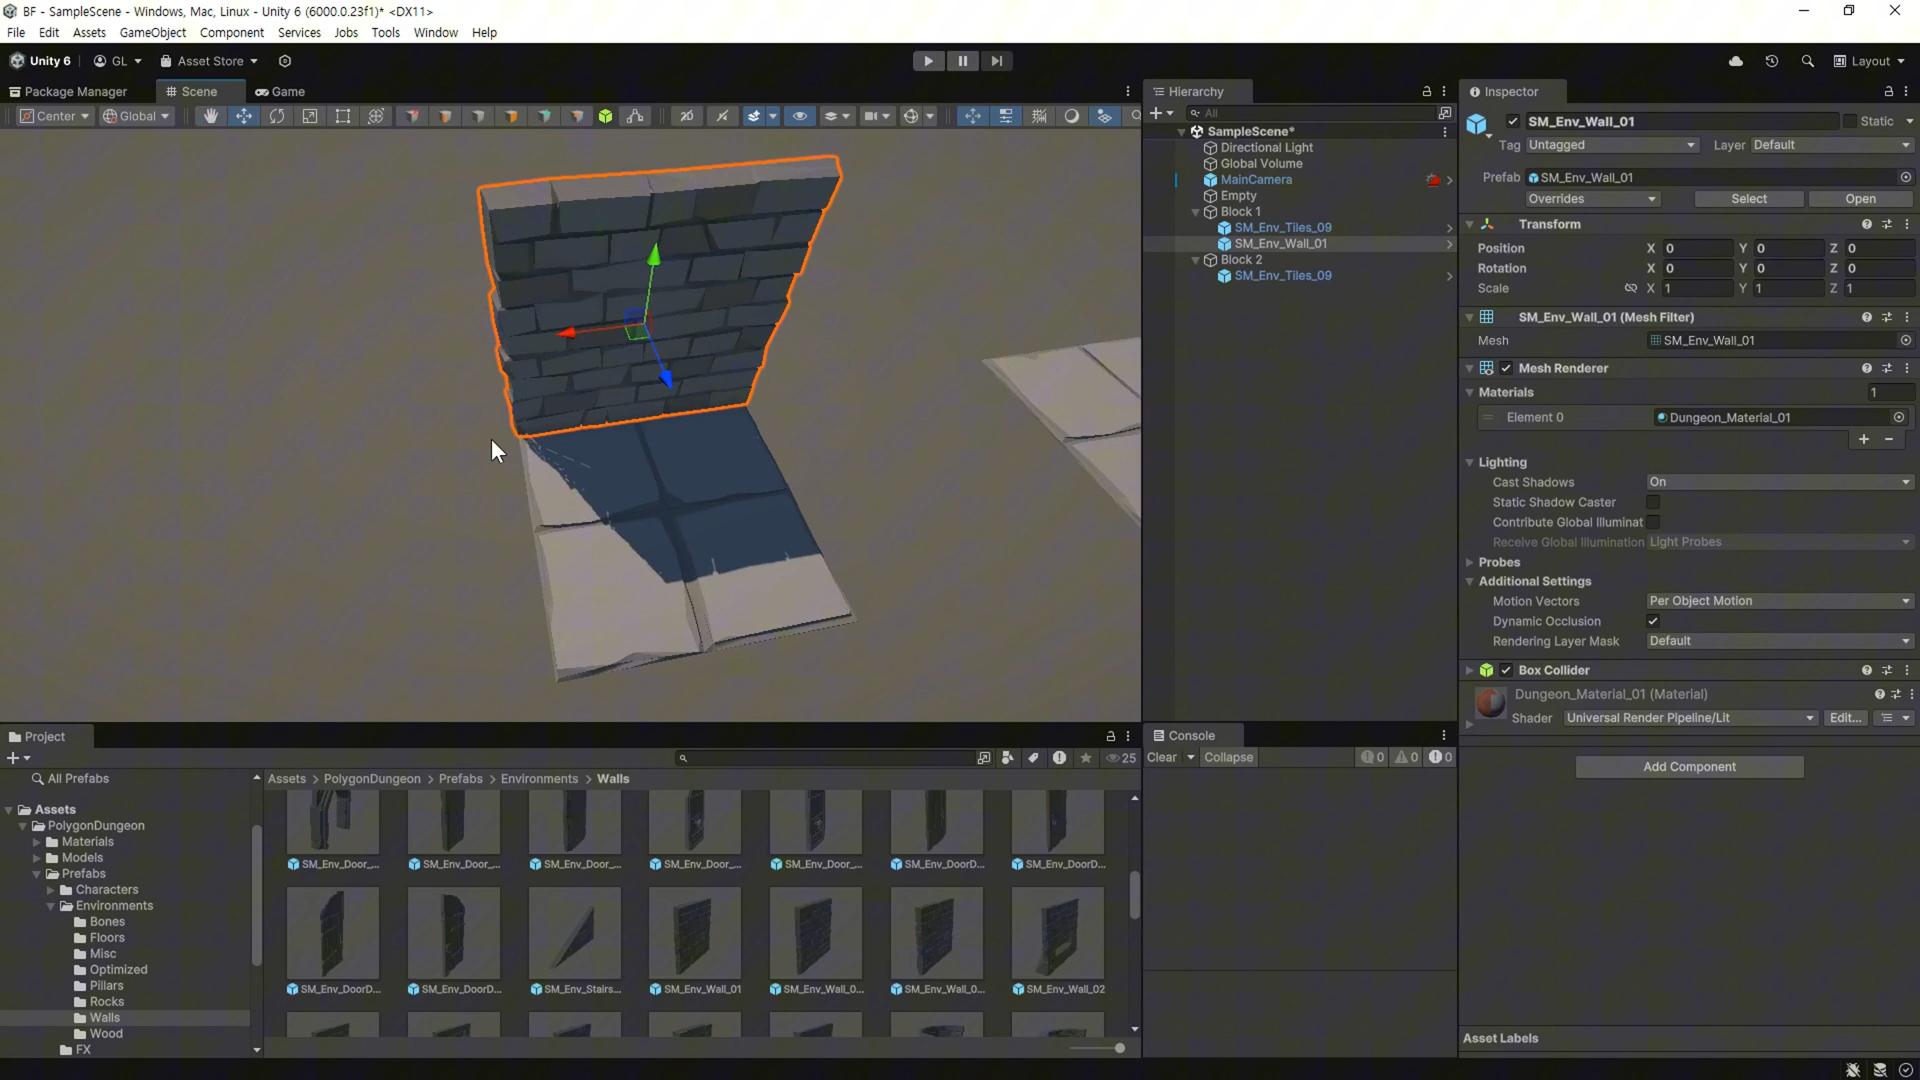 BF - SampleScene - Windows, Mac, Linux - Unity 6 (6000.0.23f1)* <DX11>
File Edit Assets GameObject Component Services Jobs Tools Window Help
Unity 6 GL Asset Store Layout
Package Manager Scene Game
Center Global 2D
Hierarchy
All
SampleScene*
Directional Light
Global Volume
MainCamera
Empty
Block 1
SM_Env_Tiles_09
SM_Env_Wall_01
Block 2
SM_Env_Tiles_09
Inspector
SM_Env_Wall_01 Static
Tag Untagged Layer Default
Prefab SM_Env_Wall_01
Overrides Select Open
Transform
Position X 0 Y 0 Z 0
Rotation X 0 Y 0 Z 0
Scale X 1 Y 1 Z 1
SM_Env_Wall_01 (Mesh Filter)
Mesh SM_Env_Wall_01
Mesh Renderer
Materials 1
Element 0 Dungeon_Material_01
Lighting
Cast Shadows On
Static Shadow Caster
Contribute Global Illuminat
Receive Global Illumination Light Probes
Probes
Additional Settings
Motion Vectors Per Object Motion
Dynamic Occlusion
Rendering Layer Mask Default
Box Collider
Dungeon_Material_01 (Material)
Shader Universal Render Pipeline/Lit Edit...
Add Component
Asset Labels
Project
25
All Prefabs
Assets
PolygonDungeon
Materials
Models
Prefabs
Characters
Environments
Bones
Floors
Misc
Optimized
Pillars
Rocks
Walls
Wood
FX
Assets > PolygonDungeon > Prefabs > Environments > Walls
SM_Env_Door_... SM_Env_Door_... SM_Env_Door_... SM_Env_Door_... SM_Env_Door_... SM_Env_DoorD... SM_Env_DoorD...
SM_Env_DoorD... SM_Env_DoorD... SM_Env_Stairs... SM_Env_Wall_01 SM_Env_Wall_0... SM_Env_Wall_0... SM_Env_Wall_02
Console
Clear Collapse 0 0 0